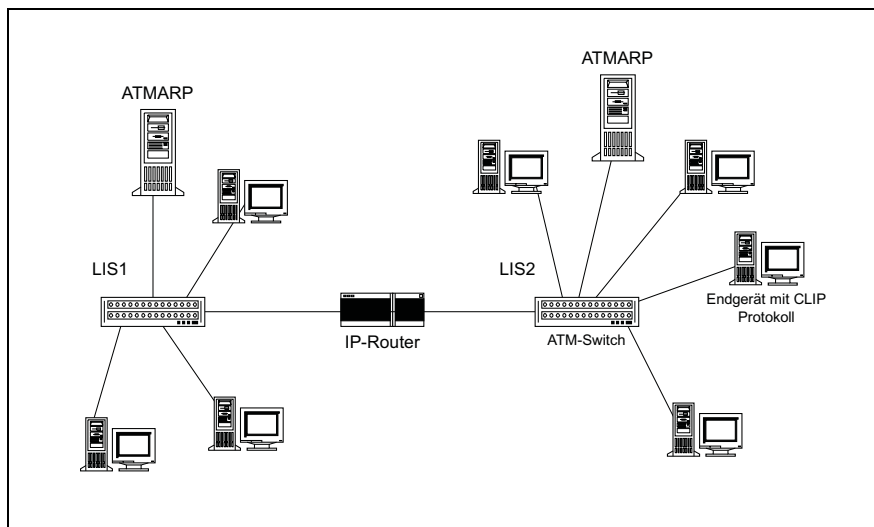 ATMARP
ATMARP
LIS1
LIS2
Endgerät mit CLIP
Protokoll
IP-Router
ATM-Switch